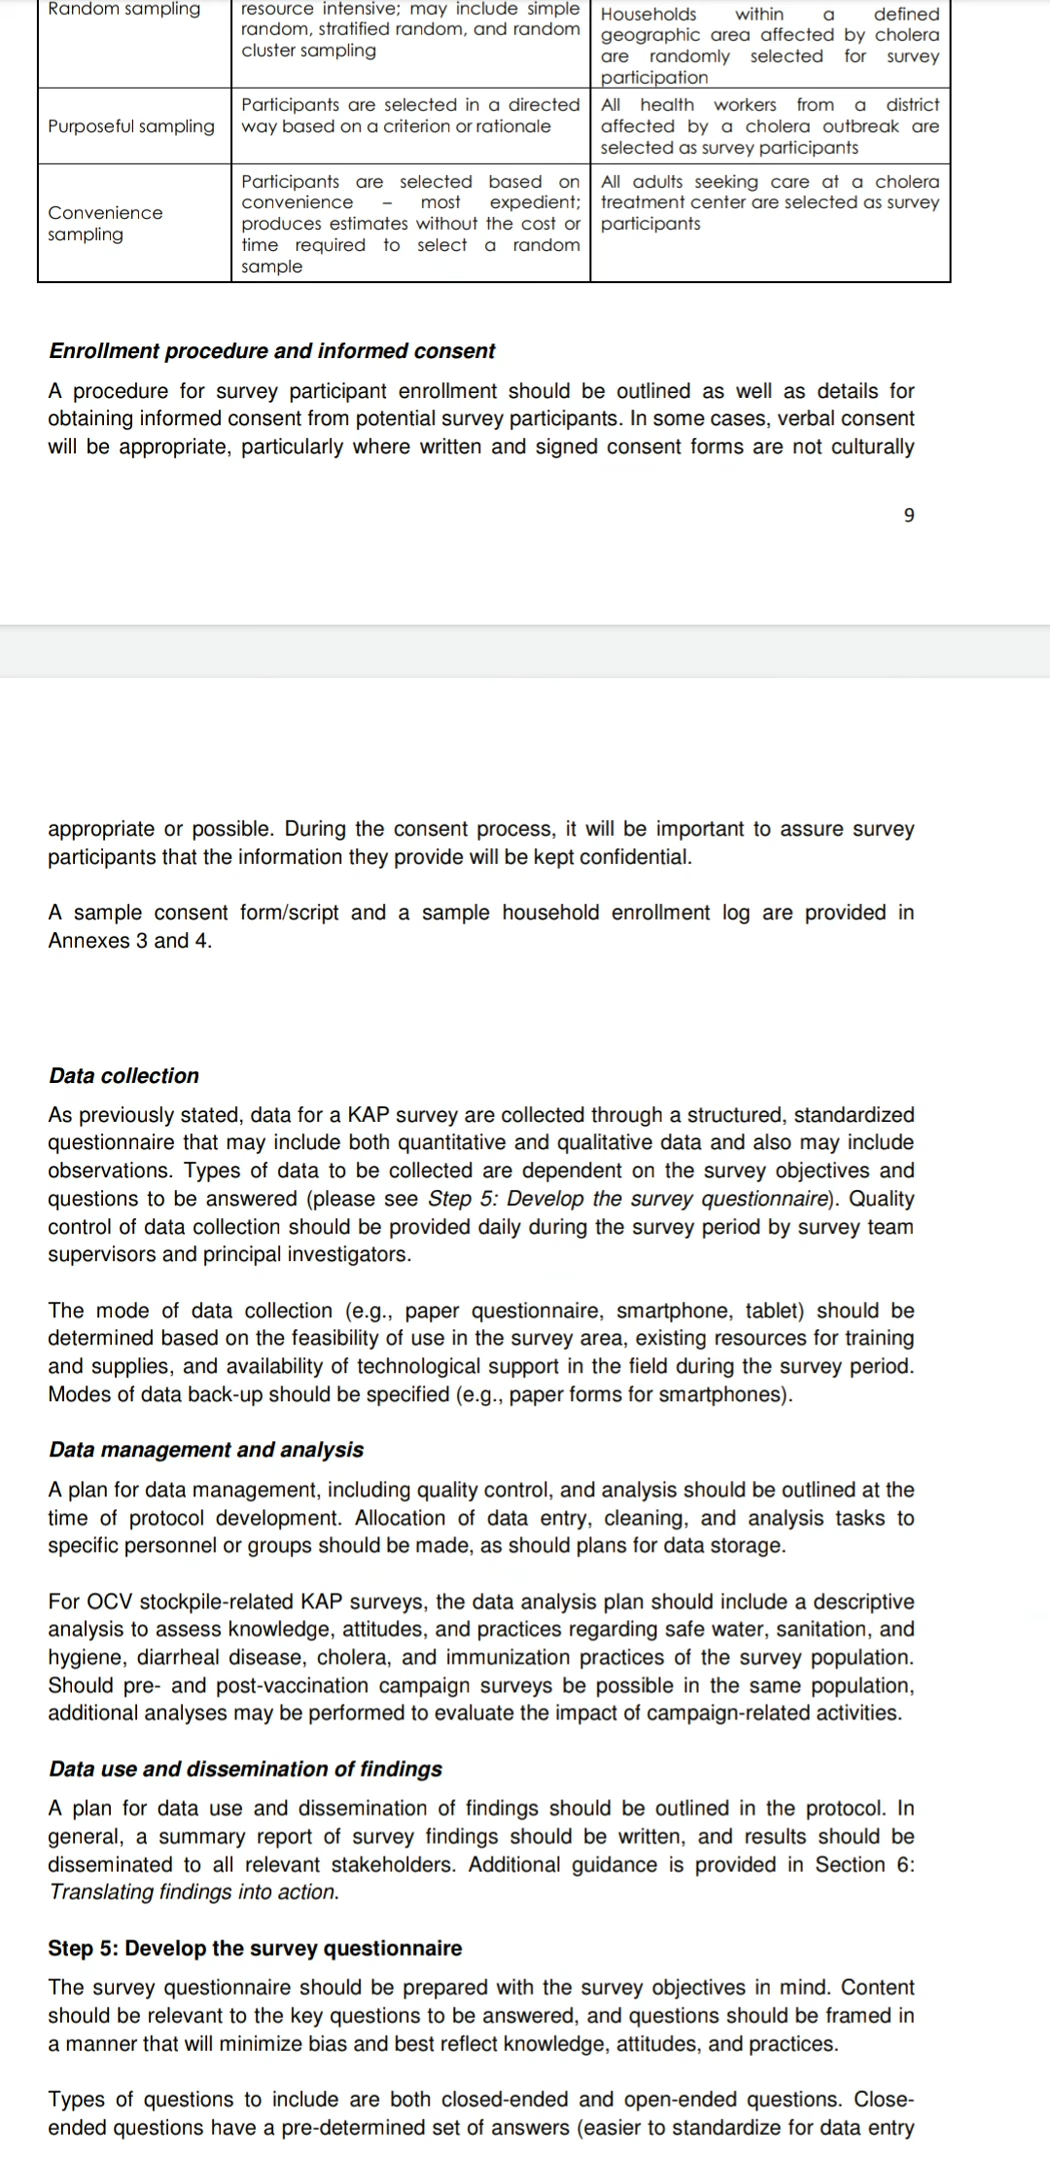 Random sampling
resource intensive; may include simple
random, stratified random, and random
cluster sampling
Households within a defined
geographic area affected by cholera
are randomly selected for survey
participation
Purposeful sampling
Participants are selected in a directed
way based on a criterion or rationale
All health workers from a district
affected by a cholera outbreak are
selected as survey participants
Convenience
sampling
Participants are selected based on
convenience – most expedient;
produces estimates without the cost or
time required to select a random
sample
All adults seeking care at a cholera
treatment center are selected as survey
participants
Enrollment procedure and informed consent
A procedure for survey participant enrollment should be outlined as well as details for
obtaining informed consent from potential survey participants. In some cases, verbal consent
will be appropriate, particularly where written and signed consent forms are not culturally
9
appropriate or possible. During the consent process, it will be important to assure survey
participants that the information they provide will be kept confidential.
A sample consent form/script and a sample household enrollment log are provided in
Annexes 3 and 4.
Data collection
As previously stated, data for a KAP survey are collected through a structured, standardized
questionnaire that may include both quantitative and qualitative data and also may include
observations. Types of data to be collected are dependent on the survey objectives and
questions to be answered (please see Step 5: Develop the survey questionnaire). Quality
control of data collection should be provided daily during the survey period by survey team
supervisors and principal investigators.
The mode of data collection (e.g., paper questionnaire, smartphone, tablet) should be
determined based on the feasibility of use in the survey area, existing resources for training
and supplies, and availability of technological support in the field during the survey period.
Modes of data back-up should be specified (e.g., paper forms for smartphones).
Data management and analysis
A plan for data management, including quality control, and analysis should be outlined at the
time of protocol development. Allocation of data entry, cleaning, and analysis tasks to
specific personnel or groups should be made, as should plans for data storage.
For OCV stockpile-related KAP surveys, the data analysis plan should include a descriptive
analysis to assess knowledge, attitudes, and practices regarding safe water, sanitation, and
hygiene, diarrheal disease, cholera, and immunization practices of the survey population.
Should pre- and post-vaccination campaign surveys be possible in the same population,
additional analyses may be performed to evaluate the impact of campaign-related activities.
Data use and dissemination of findings
A plan for data use and dissemination of findings should be outlined in the protocol. In
general, a summary report of survey findings should be written, and results should be
disseminated to all relevant stakeholders. Additional guidance is provided in Section 6:
Translating findings into action.
Step 5: Develop the survey questionnaire
The survey questionnaire should be prepared with the survey objectives in mind. Content
should be relevant to the key questions to be answered, and questions should be framed in
a manner that will minimize bias and best reflect knowledge, attitudes, and practices.
Types of questions to include are both closed-ended and open-ended questions. Close-
ended questions have a pre-determined set of answers (easier to standardize for data entry